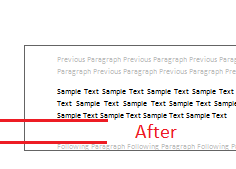 Previous Paragraph Previous Paragraph Previous Para
Paragraph Previous Paragraph Previous Paragraph Pre
Sample Text Sample Text Sample Text Sample Text
Text Sample Text Sample Text Sample Text Sample
Sample Text Sample Text Sample Text Sample Text
After
Following Paragraph Following Paragraph Following P